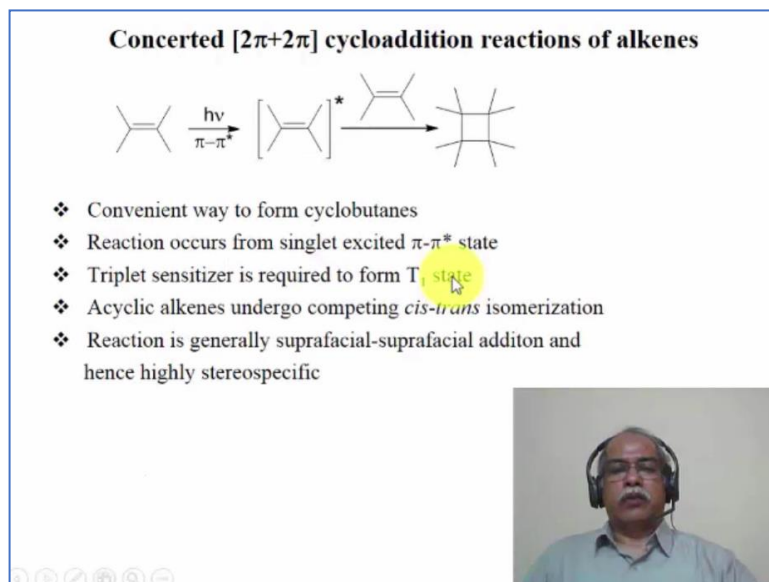 Concerted [2π+2π] cycloaddition reactions of alkenes
hν
π–π*
*
❖ Convenient way to form cyclobutanes
❖ Reaction occurs from singlet excited π-π* state
❖ Triplet sensitizer is required to form T₁ state
❖ Acyclic alkenes undergo competing cis-trans isomerization
❖ Reaction is generally suprafacial-suprafacial additon and
hence highly stereospecific